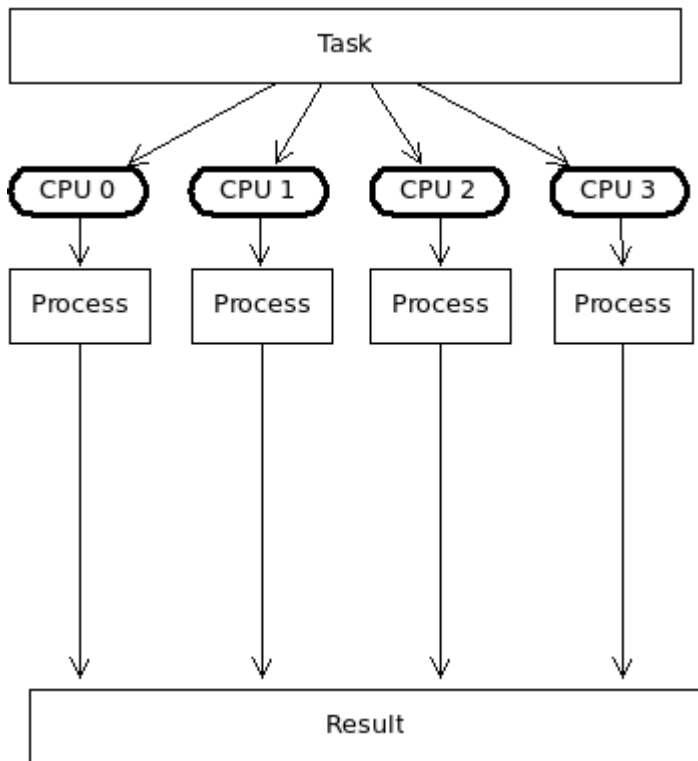 Task
CPU 0 CPU 1 CPU 2 CPU 3
Process Process Process Process
Result